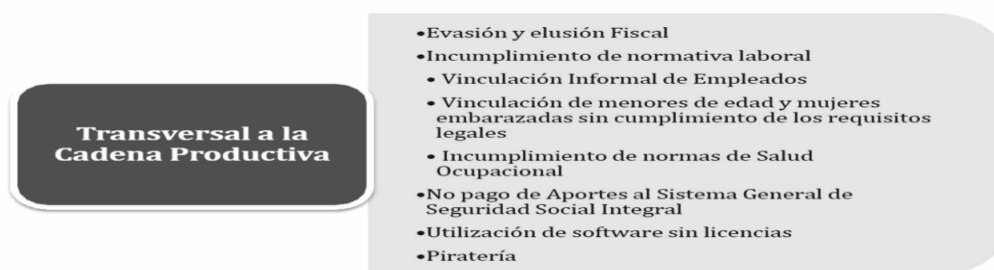 Transversal a la
Cadena Productiva
•Evasión y elusión Fiscal
•Incumplimiento de normativa laboral
• Vinculación Informal de Empleados
• Vinculación de menores de edad y mujeres
embarazadas sin cumplimiento de los requisitos
legales
• Incumplimiento de normas de Salud
Ocupacional
•No pago de Aportes al Sistema General de
Seguridad Social Integral
•Utilización de software sin licencias
•Piratería